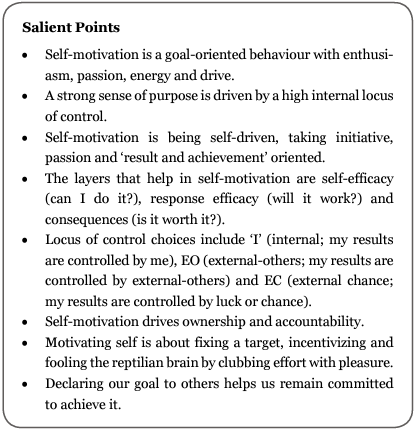 Salient Points
• Self-motivation is a goal-oriented behaviour with enthusi-
asm, passion, energy and drive.
• A strong sense of purpose is driven by a high internal locus
of control.
• Self-motivation is being self-driven, taking initiative,
passion and ‘result and achievement’ oriented.
• The layers that help in self-motivation are self-efficacy
(can I do it?), response efficacy (will it work?) and
consequences (is it worth it?).
• Locus of control choices include ‘I’ (internal; my results
are controlled by me), EO (external-others; my results are
controlled by external-others) and EC (external chance;
my results are controlled by luck or chance).
• Self-motivation drives ownership and accountability.
• Motivating self is about fixing a target, incentivizing and
fooling the reptilian brain by clubbing effort with pleasure.
• Declaring our goal to others helps us remain committed
to achieve it.